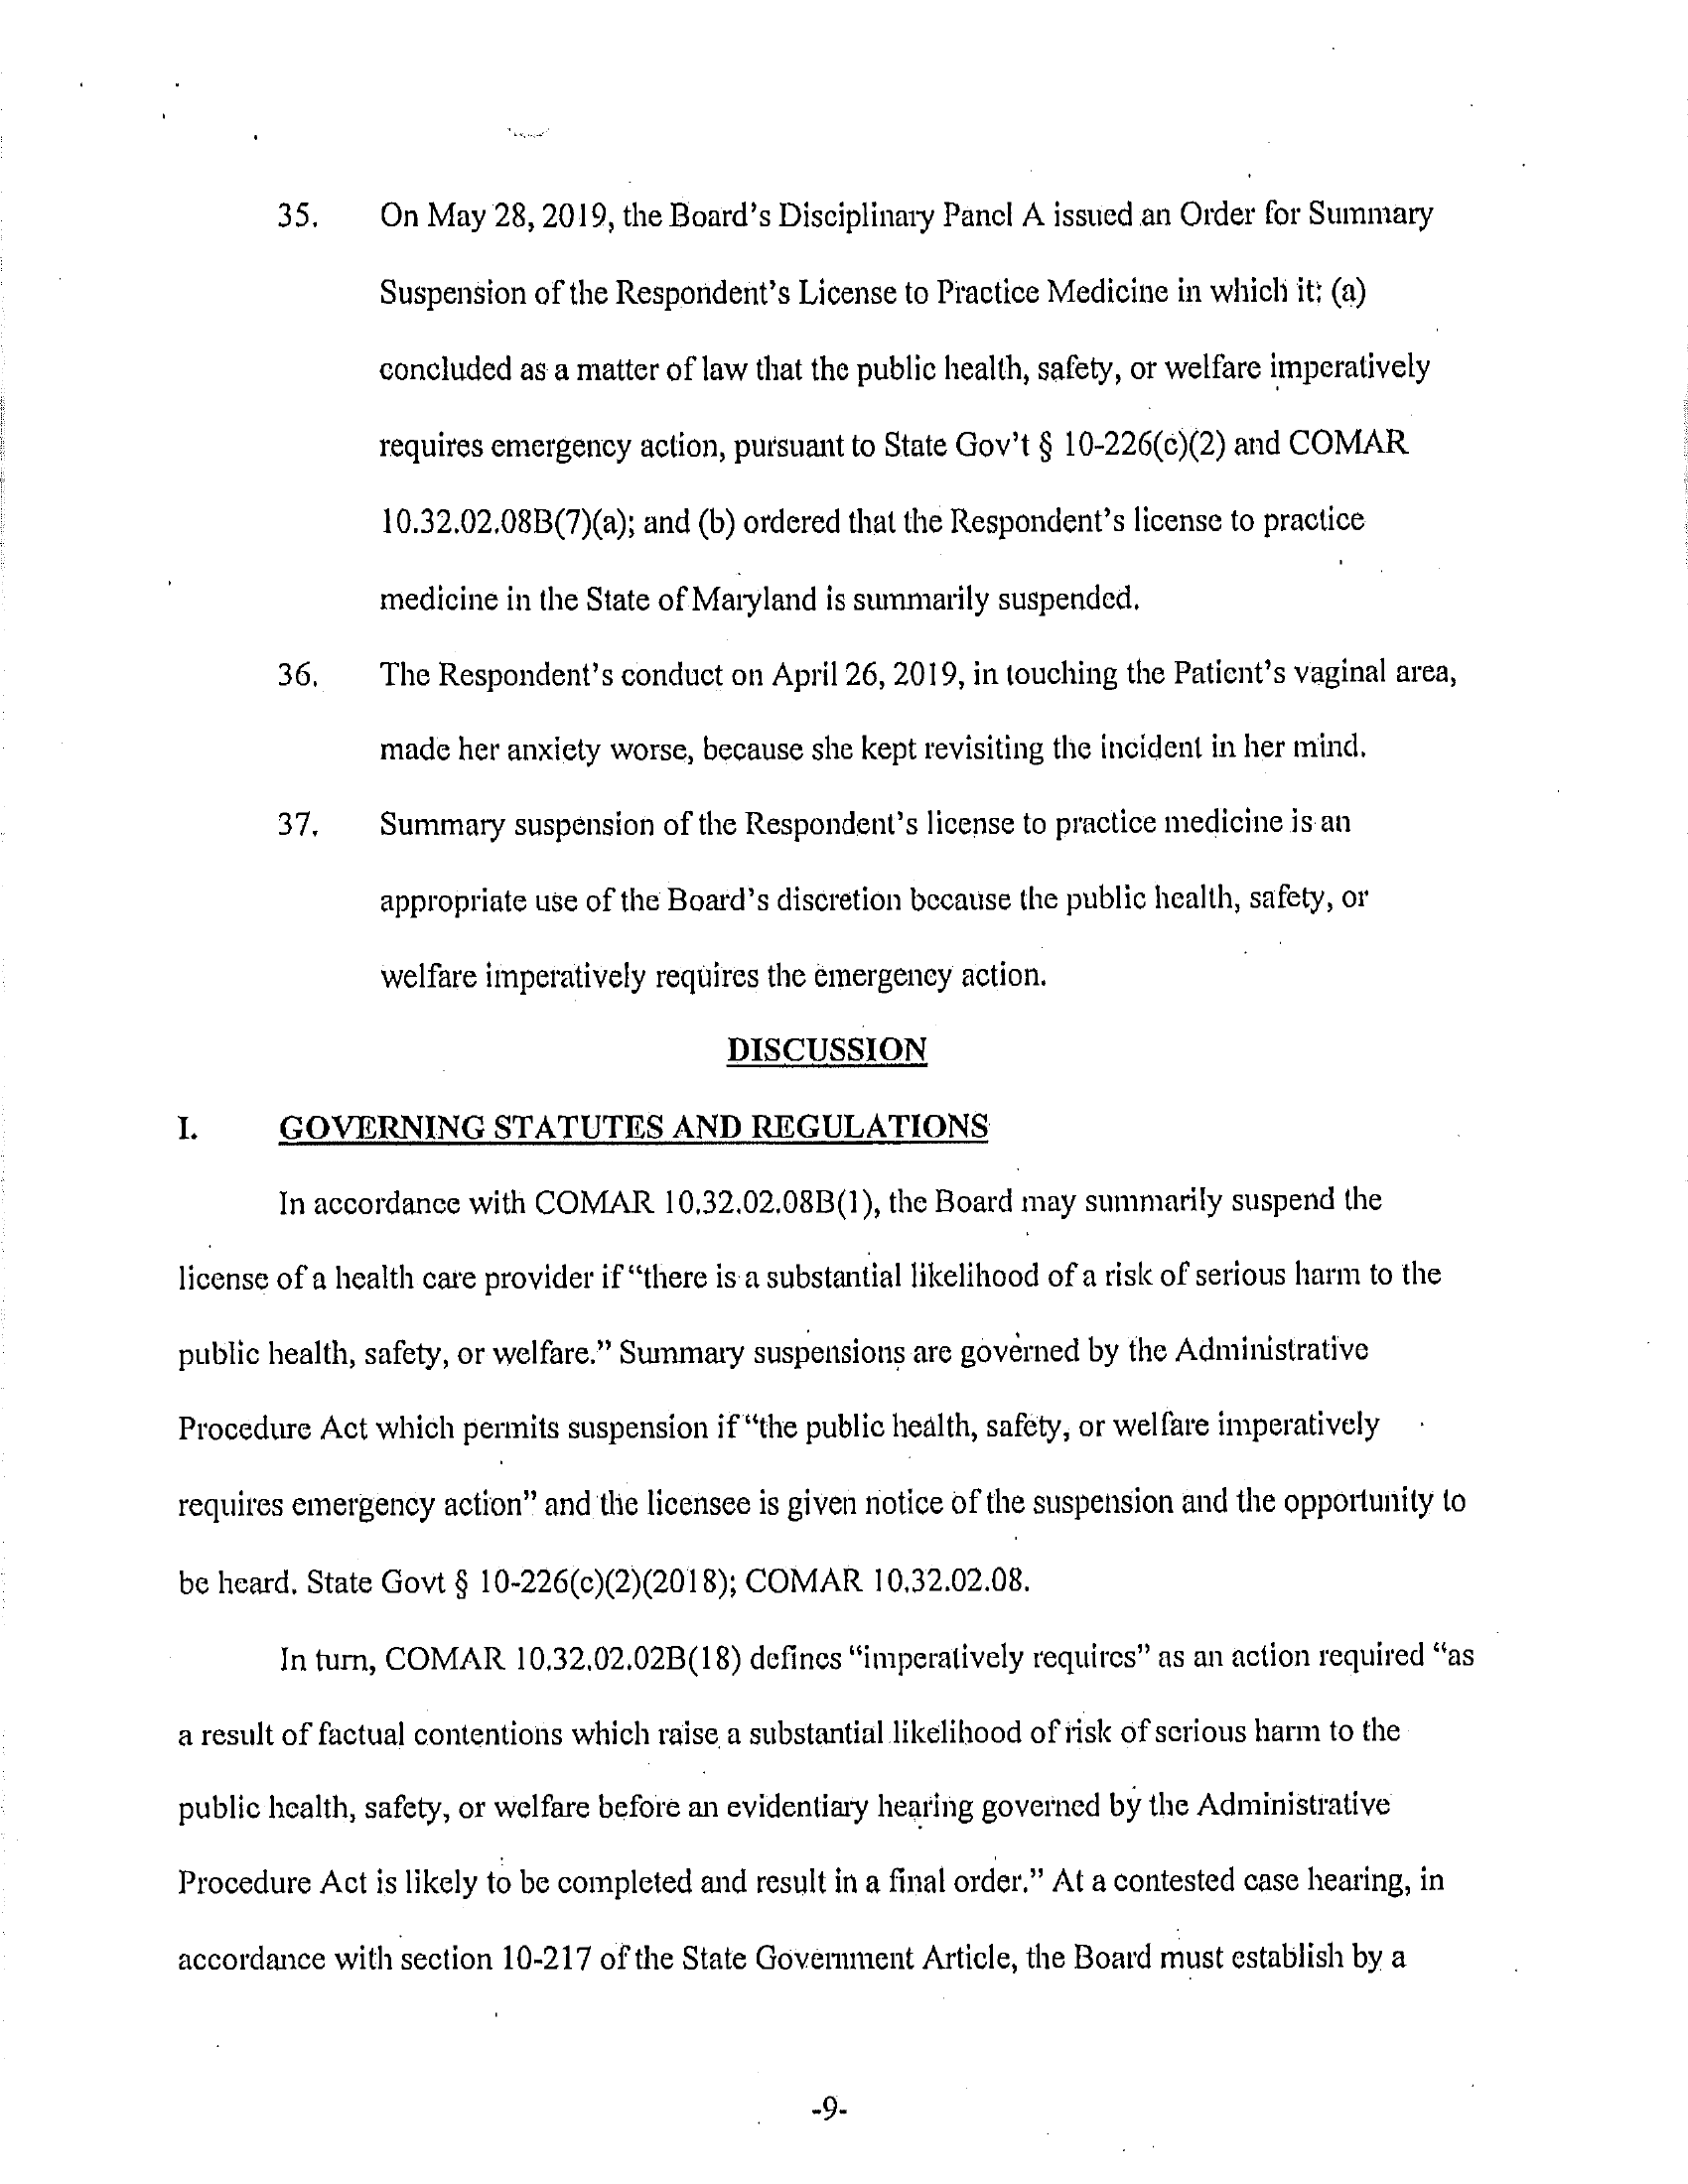 35. On May 28, 2019, the Board's Disciplinary Panel A issued an Order for Summary
Suspension of the Respondent's License to Practice Medicine in which it: (a)
concluded as a matter of law that the public health, safety, or welfare imperatively
requires emergency action, pursuant to State Gov't § 10-226(c)(2) and COMAR
10.32.02.08B(7)(a); and (b) ordered that the Respondent's license to practice
medicine in the State of Maryland is summarily suspended.
36. The Respondent's conduct on April 26, 2019, in touching the Patient's vaginal area,
made her anxiety worse, because she kept revisiting the incident in her mind.
37. Summary suspension of the Respondent's license to practice medicine is an
appropriate use of the Board's discretion because the public health, safety, or
welfare imperatively requires the emergency action.
DISCUSSION
I. GOVERNING STATUTES AND REGULATIONS
In accordance with COMAR 10.32.02.08B(1), the Board may summarily suspend the
license of a health care provider if "there is a substantial likelihood of a risk of serious harm to the
public health, safety, or welfare." Summary suspensions are governed by the Administrative
Procedure Act which permits suspension if "the public health, safety, or welfare imperatively
requires emergency action" and the licensee is given notice of the suspension and the opportunity to
be heard. State Govt § 10-226(c)(2)(2018); COMAR 10.32.02.08.
In turn, COMAR 10.32.02.02B(18) defines "imperatively requires" as an action required "as
a result of factual contentions which raise a substantial likelihood of risk of serious harm to the
public health, safety, or welfare before an evidentiary hearing governed by the Administrative
Procedure Act is likely to be completed and result in a final order." At a contested case hearing, in
accordance with section 10-217 of the State Government Article, the Board must establish by a
-9-